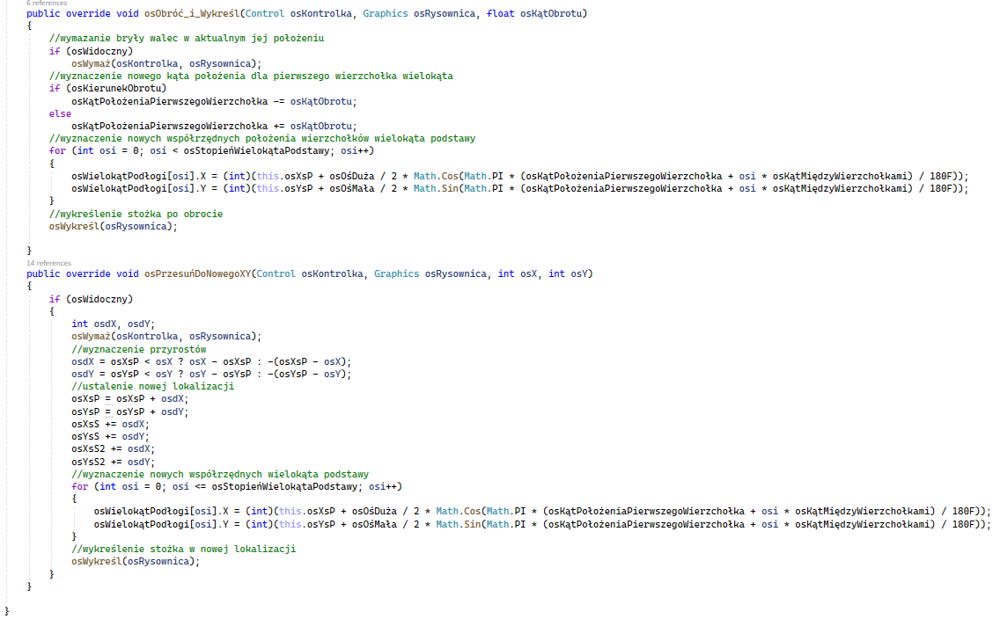 6 references
public override void osObróć_i_Wykreśl(Control osKontrolka, Graphics osRysownica, float osKątObrotu)
{
//wymazanie bryły walec w aktualnym jej położeniu
if (osWidoczny)
osWymaż(osKontrolka, osRysownica);
//wyznaczenie nowego kąta położenia dla pierwszego wierzchołka wielokąta
if (osKierunekObrotu)
osKątPołożeniaPierwszegoWierzchołka -= osKątObrotu;
else
osKątPołożeniaPierwszegoWierzchołka += osKątObrotu;
//wyznaczenie nowych współrzędnych położenia wierzchołków wielokąta podstawy
for (int osi = 0; osi < osStopieńWielokątaPodstawy; osi++)
{
osWielokątPodłogi[osi].X = (int)(this.osXsP + osOśDuża / 2 * Math.Cos(Math.PI * (osKątPołożeniaPierwszegoWierzchołka + osi * osKątMiędzyWierzchołkami) / 180F));
osWielokątPodłogi[osi].Y = (int)(this.osYsP + osOśMała / 2 * Math.Sin(Math.PI * (osKątPołożeniaPierwszegoWierzchołka + osi * osKątMiędzyWierzchołkami) / 180F));
}
//wykreślenie stożka po obrocie
osWykreśl(osRysownica);
}
14 references
public override void osPrzesuńDoNowegoXY(Control osKontrolka, Graphics osRysownica, int osX, int osY)
{
if (osWidoczny)
{
int osdX, osdY;
osWymaż(osKontrolka, osRysownica);
//wyznaczenie przyrostów
osdX = osXsP < osX ? osX - osXsP : -(osXsP - osX);
osdY = osYsP < osY ? osY - osYsP : -(osYsP - osY);
//ustalenie nowej lokalizacji
osXsP = osXsP + osdX;
osYsP = osYsP + osdY;
osXsS += osdX;
osYsS += osdY;
osXsS2 += osdX;
osYsS2 += osdY;
//wyznaczenie nowych współrzędnych wielokąta podstawy
for (int osi = 0; osi <= osStopieńWielokątaPodstawy; osi++)
{
osWielokątPodłogi[osi].X = (int)(this.osXsP + osOśDuża / 2 * Math.Cos(Math.PI * (osKątPołożeniaPierwszegoWierzchołka + osi * osKątMiędzyWierzchołkami) / 180F));
osWielokątPodłogi[osi].Y = (int)(this.osYsP + osOśMała / 2 * Math.Sin(Math.PI * (osKątPołożeniaPierwszegoWierzchołka + osi * osKątMiędzyWierzchołkami) / 180F));
}
//wykreślenie stożka w nowej lokalizacji
osWykreśl(osRysownica);
}
}
}